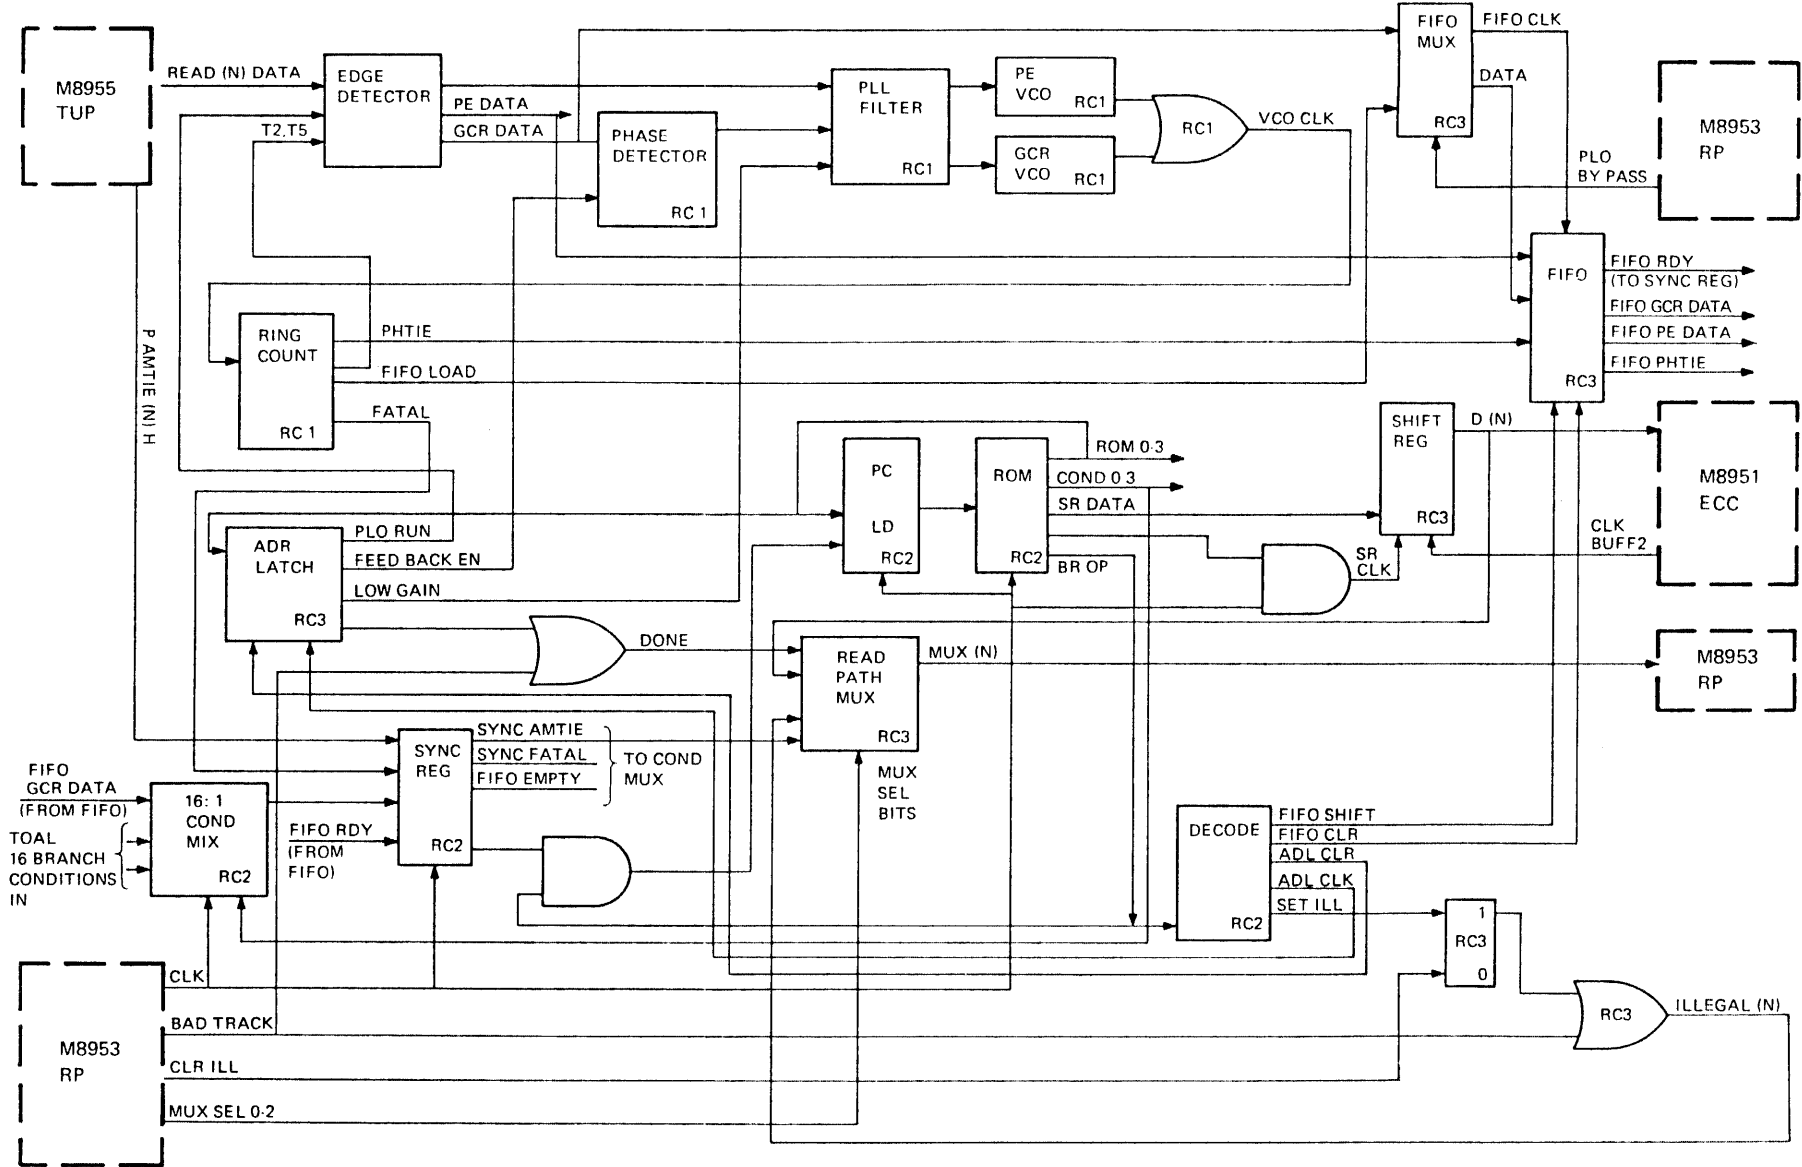 M8955
TUP
READ (N) DATA
T2,T5
EDGE
DETECTOR
PE DATA
GCR DATA
PHASE
DETECTOR
RC 1
PLL
FILTER
RC1
PE
VCO
RC1
GCR
VCO
RC1
RC1
VCO CLK
FIFO
MUX
RC3
FIFO CLK
DATA
PLO
BY PASS
M8953
RP
FIFO
RC3
FIFO RDY
(TO SYNC REG)
FIFO GCR DATA
FIFO PE DATA
FIFO PHTIE
P AMTIE (N) H
RING
COUNT
RC 1
PHTIE
FIFO LOAD
FATAL
ADR
LATCH
RC3
PLO RUN
FEED BACK EN
LOW GAIN
PC
LD
RC2
ROM
RC2
ROM 0-3
COND 0 3
SR DATA
BR OP
SR
CLK
SHIFT
REG
RC3
D (N)
CLK
BUFF2
M8951
ECC
DONE
READ
PATH
MUX
RC3
MUX (N)
M8953
RP
MUX
SEL
BITS
SYNC
REG
RC2
SYNC AMTIE
SYNC FATAL
FIFO EMPTY
TO COND
MUX
FIFO
GCR DATA
(FROM FIFO)
TOAL
16 BRANCH
CONDITIONS
IN
16: 1
COND
MIX
RC2
FIFO RDY
(FROM
FIFO)
DECODE
RC2
FIFO SHIFT
FIFO CLR
ADL CLR
ADL CLK
SET ILL
1
RC3
0
RC3
ILLEGAL (N)
M8953
RP
CLK
BAD TRACK
CLR ILL
MUX SEL 0-2